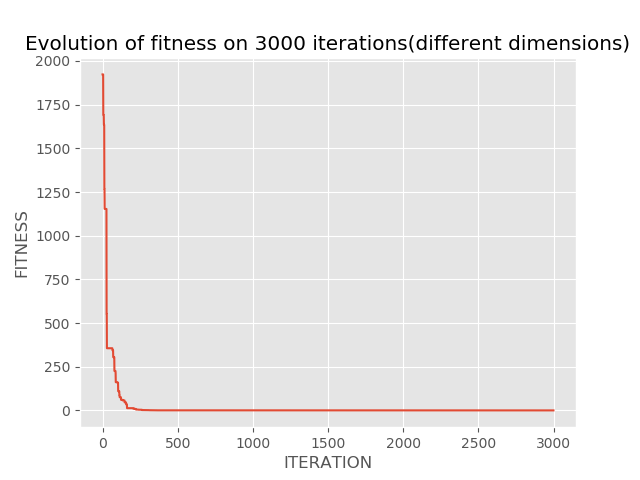 Evolution of fitness on 3000 iterations(different dimensions)
2000
1750
1500
1250
1000
750
500
250
0
FITNESS
0 500 1000 1500 2000 2500 3000
ITERATION